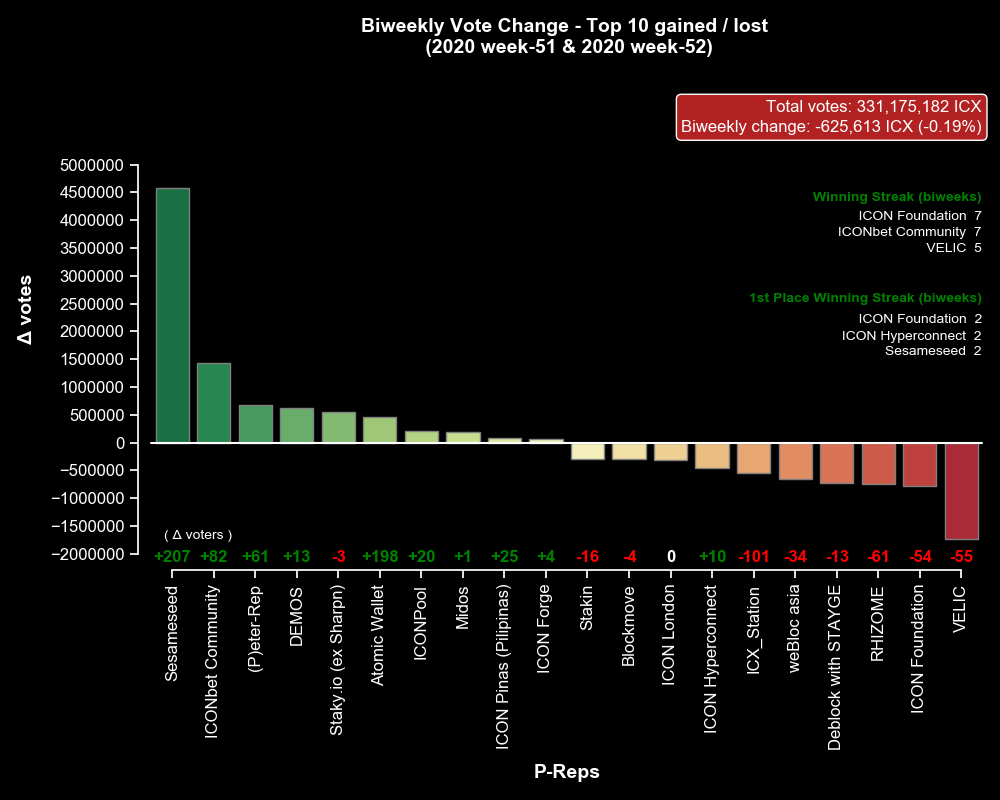 Biweekly Vote Change - Top 10 gained / lost
(2020 week-51 & 2020 week-52)
Total votes: 331,175,182 ICX
Biweekly change: -625,613 ICX (-0.19%)
Winning Streak (biweeks)
ICON Foundation 7
ICONbet Community 7
VELIC 5
1st Place Winning Streak (biweeks)
ICON Foundation 2
ICON Hyperconnect 2
Sesameseed 2
Δ votes
5000000
4500000
4000000
3500000
3000000
2500000
2000000
1500000
1000000
500000
0
−500000
−1000000
−1500000
−2000000
( Δ voters )
+207 +82 +61 +13 -3 +198 +20 +1 +25 +4 -16 -4 0 +10 -101 -34 -13 -61 -54 -55
Sesameseed
ICONbet Community
(P)eter-Rep
DEMOS
Staky.io (ex Sharpn)
Atomic Wallet
ICONPool
Midos
ICON Pinas (Pilipinas)
ICON Forge
Stakin
Blockmove
ICON London
ICON Hyperconnect
ICX_Station
weBloc asia
Deblock with STAYGE
RHIZOME
ICON Foundation
VELIC
P-Reps